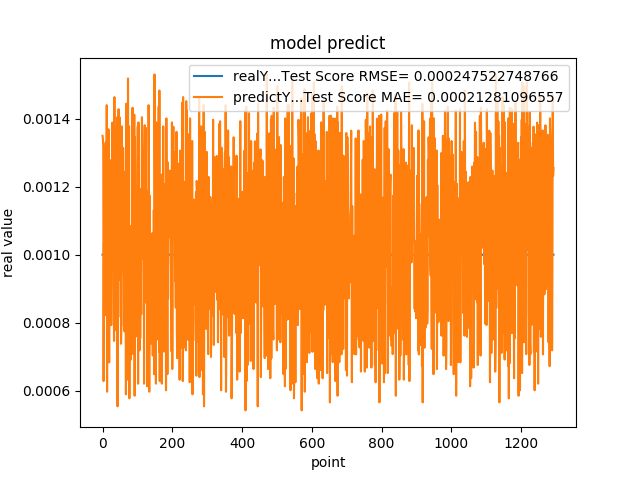 model predict
realY...Test Score RMSE= 0.000247522748766
predictY...Test Score MAE= 0.00021281096557
0.0014
0.0012
0.0010
0.0008
0.0006
real value
0 200 400 600 800 1000 1200
point